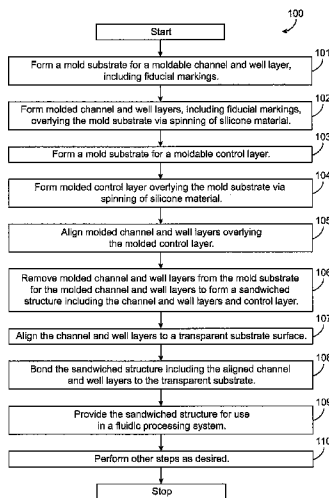 100
Start
101
Form a mold substrate for a moldable channel and well layer,
including fiducial markings.
102
Form molded channel and well layers, including fiducial markings,
overlying the mold substrate via spinning of silicone material.
103
Form a mold substrate for a moldable control layer.
104
Form molded control layer overlying the mold substrate via
spinning of silicone material.
105
Align molded channel and well layers overlying
the molded control layer.
106
Remove molded channel and well layers from the mold substrate
for the molded channel and well layers to form a sandwiched
structure including the channel and well layers and control layer.
107
Align the channel and well layers to a transparent substrate surface.
108
Bond the sandwiched structure including the aligned channel
and well layers to the transparent substrate.
109
Provide the sandwiched structure for use
in a fluidic processing system.
110
Perform other steps as desired.
Stop